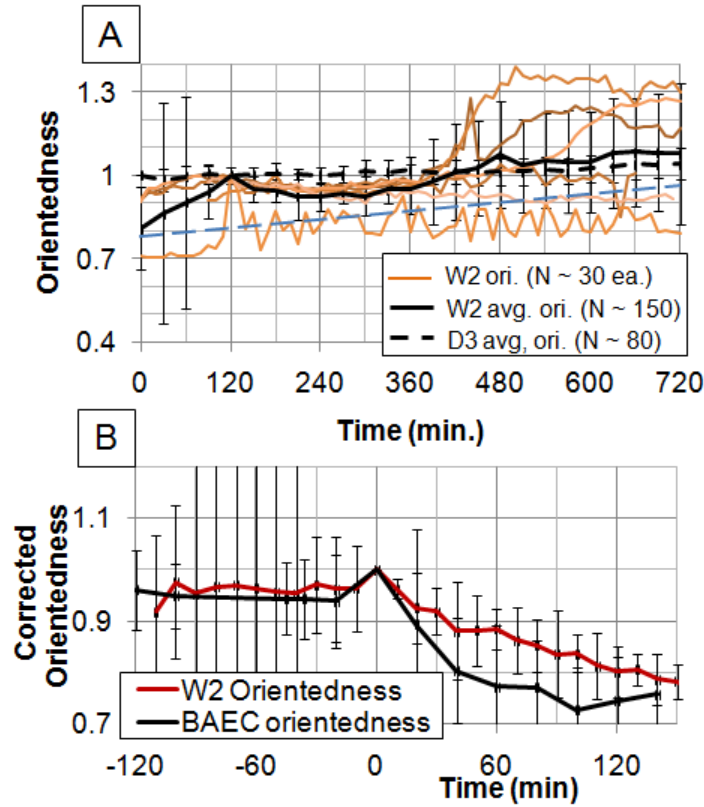 A
Orientedness
1.3
1
0.7
0.4
W2 ori. (N ~ 30 ea.)
W2 avg. ori. (N ~ 150)
D3 avg, ori. (N ~ 80)
0 120 240 360 480 600 720
Time (min.)
B
Corrected
Orientedness
1.1
0.9
0.7
W2 Orientedness
BAEC orientedness
-120 -60 0 60 120
Time (min)